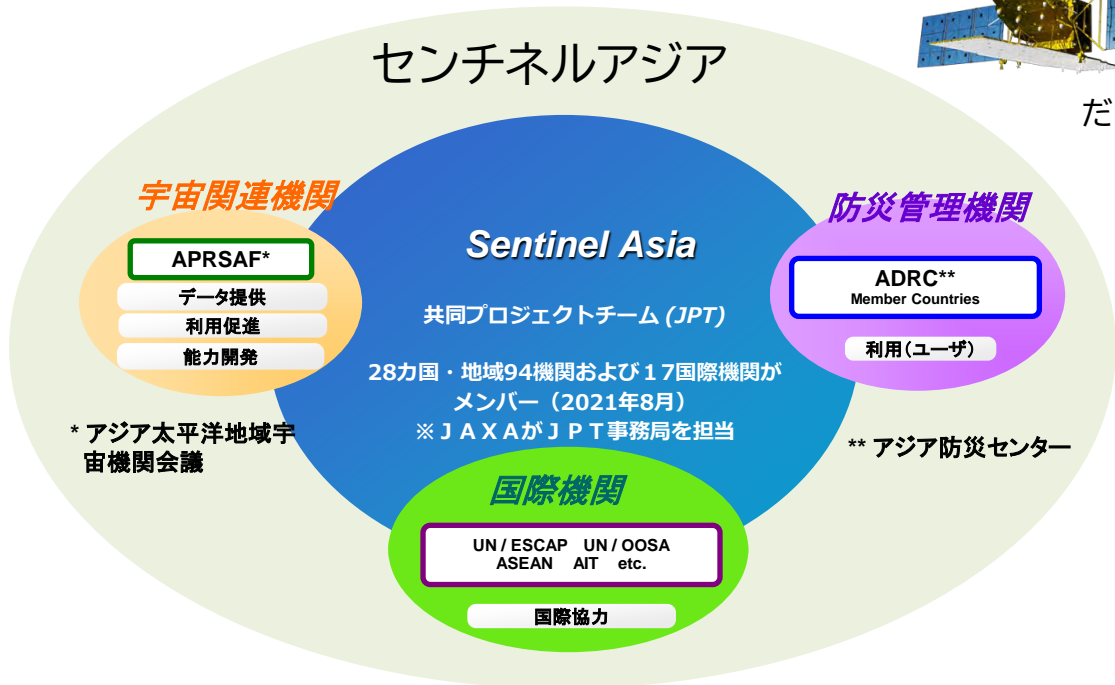 センチネルアジア
だ
宇宙関連機関
APRSAF*
データ提供
利用促進
能力開発
* アジア太平洋地域宇
宙機関会議
Sentinel Asia
共同プロジェクトチーム (JPT)
28カ国・地域94機関および１7国際機関が
メンバー（2021年8月）
※ＪＡＸＡがＪＰＴ事務局を担当
防災管理機関
ADRC**
Member Countries
利用（ユーザ）
** アジア防災センター
国際機関
UN / ESCAP UN / OOSA
ASEAN AIT etc.
国際協力